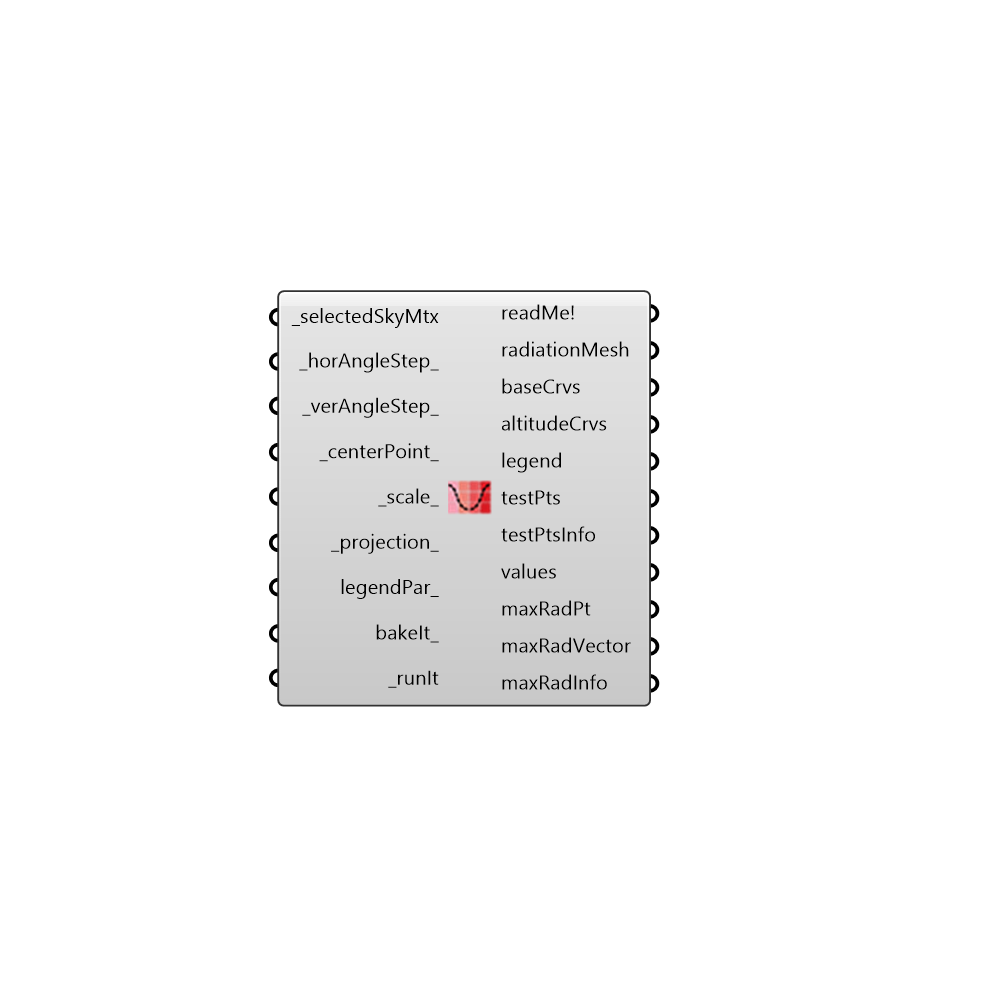 _selectedSkyMtx
_horAngleStep_
_verAngleStep_
_centerPoint_
_scale_
_projection_
legendPar_
bakeIt_
_runIt
readMe!
radiationMesh
baseCrvs
altitudeCrvs
legend
testPts
testPtsInfo
values
maxRadPt
maxRadVector
maxRadInfo